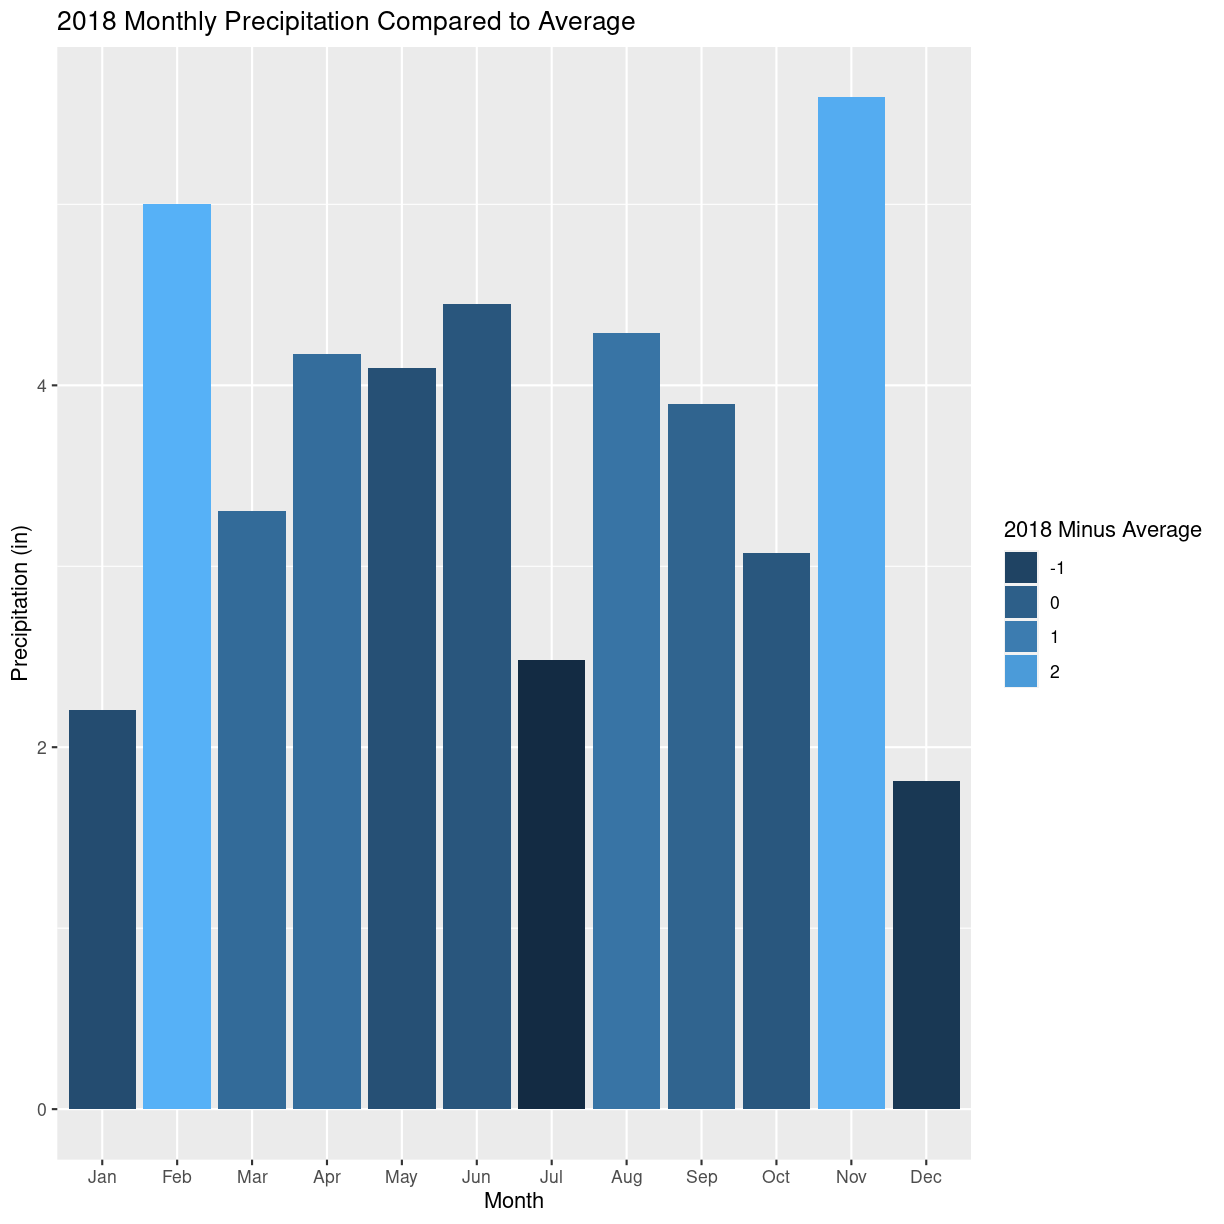 2018 Monthly Precipitation Compared to Average
Precipitation (in)
4
2
0
Jan Feb Mar Apr May Jun Jul Aug Sep Oct Nov Dec
Month
2018 Minus Average
-1
0
1
2